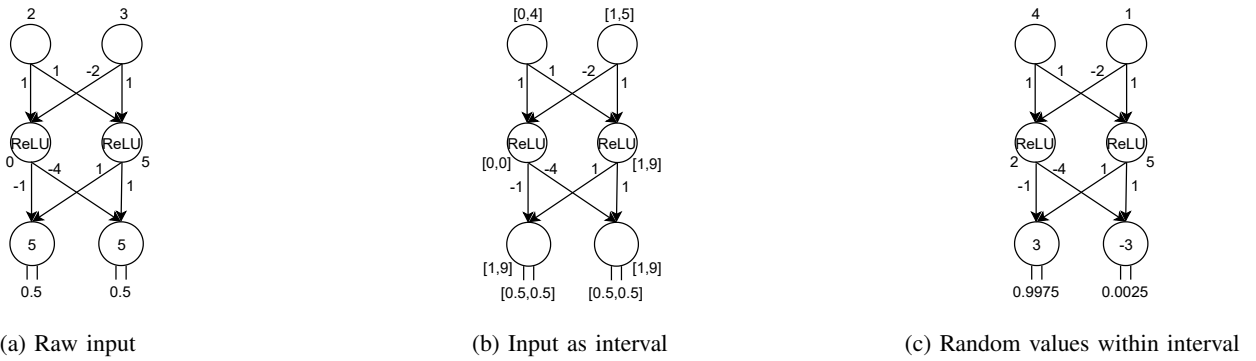 2 3 [0,4] [1,5] 4 1
1 1 -2 1 1 1 -2 1 1 1 -2 1
ReLU ReLU ReLU ReLU ReLU ReLU
0 5 [0,0] [1,9] 2 5
-1 -4 1 1 -1 -4 1 1 -1 -4 1 1
5 5 3 -3
[1,9] [1,9]
0.5 0.5 [0.5,0.5] [0.5,0.5] 0.9975 0.0025
(a) Raw input (b) Input as interval (c) Random values within interval